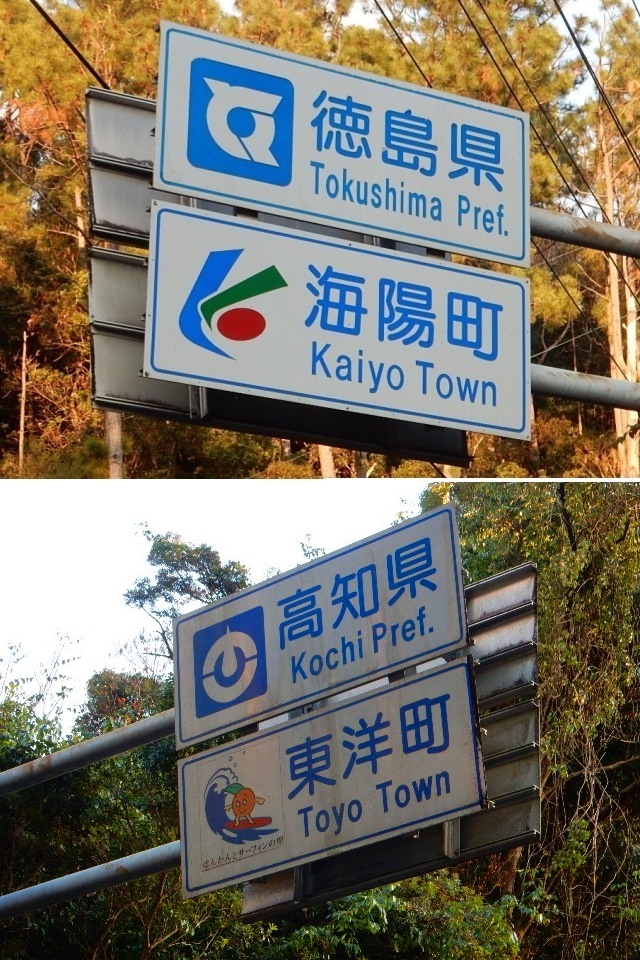 徳島県
Tokushima Pref.
海陽町
Kaiyo Town
高知県
Kochi Pref.
東洋町
Toyo Town
ぽんかんとサーフィンの里